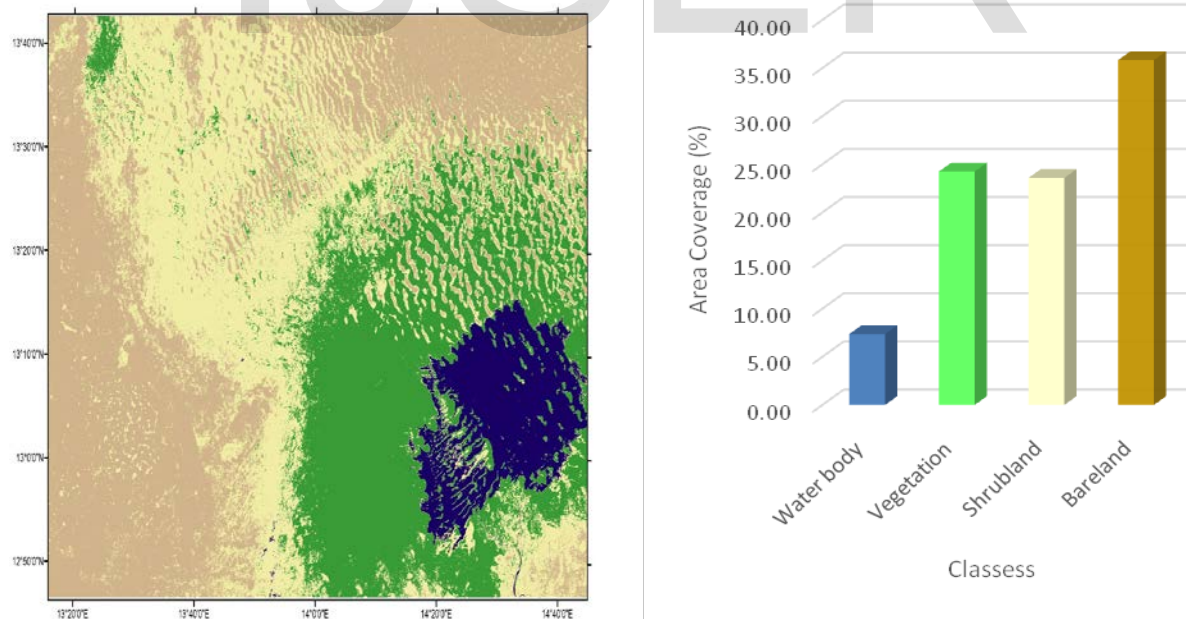 13°40'0"N
13°30'0"N
13°20'0"N
13°10'0"N
13°0'0"N
12°50'0"N
13°20'0"E 13°40'0"E 14°0'0"E 14°20'0"E 14°40'0"E
40.00
35.00
30.00
25.00
20.00
15.00
10.00
5.00
0.00
Area Coverage (%)
Water body
Vegetation
Shrubland
Bareland
Classess